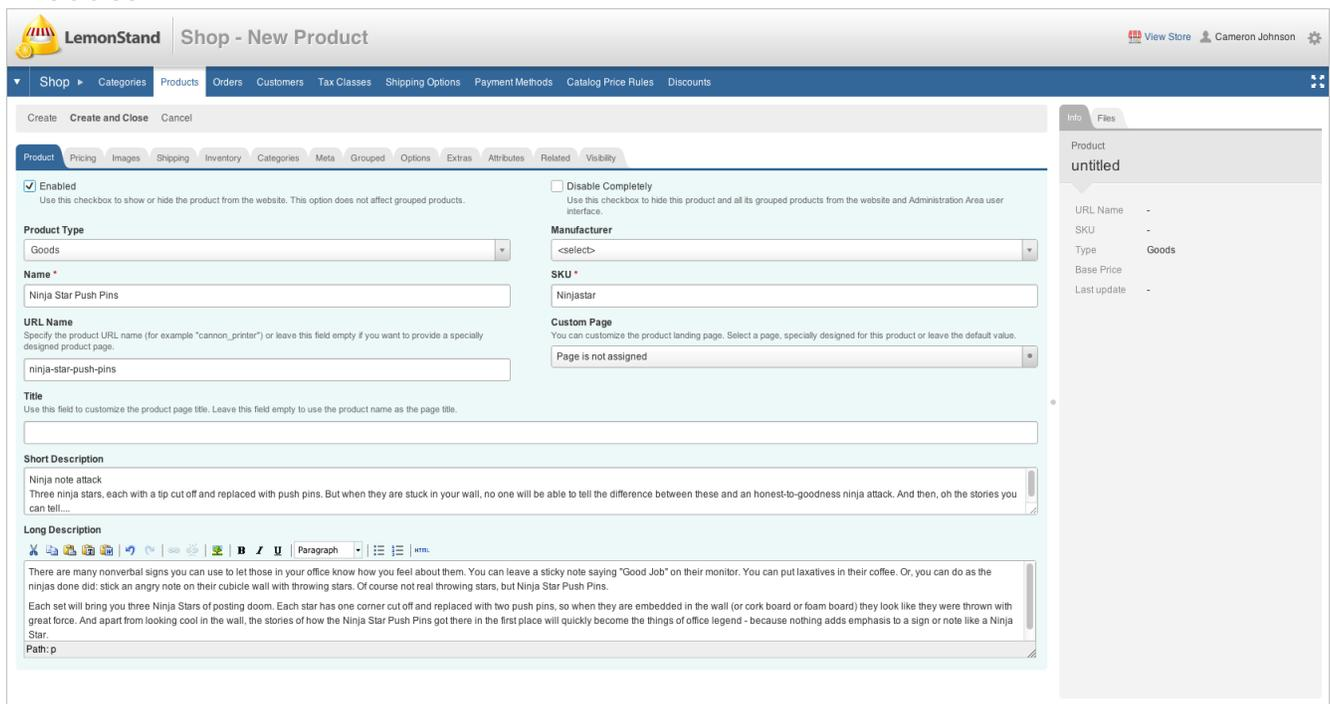 LemonStand
Shop - New Product
View Store
Cameron Johnson
Shop
Categories
Products
Orders
Customers
Tax Classes
Shipping Options
Payment Methods
Catalog Price Rules
Discounts
Create
Create and Close
Cancel
Product
Pricing
Images
Shipping
Inventory
Categories
Meta
Grouped
Options
Extras
Attributes
Related
Visibility
Enabled
Use this checkbox to show or hide the product from the website. This option does not affect grouped products.
Disable Completely
Use this checkbox to hide this product and all its grouped products from the website and Administration Area user
interface.
Product Type
Goods
Manufacturer
<select>
Name *
Ninja Star Push Pins
SKU *
Ninjastar
URL Name
Specify the product URL name (for example "cannon_printer") or leave this field empty if you want to provide a specially
designed product page.
ninja-star-push-pins
Custom Page
You can customize the product landing page. Select a page, specially designed for this product or leave the default value.
Page is not assigned
Title
Use this field to customize the product page title. Leave this field empty to use the product name as the page title.
Short Description
Ninja note attack
Three ninja stars, each with a tip cut off and replaced with push pins. But when they are stuck in your wall, no one will be able to tell the difference between these and an honest-to-goodness ninja attack. And then, oh the stories you
can tell....
Long Description
B I U
Paragraph
HTML
There are many nonverbal signs you can use to let those in your office know how you feel about them. You can leave a sticky note saying "Good Job" on their monitor. You can put laxatives in their coffee. Or, you can do as the
ninjas done did: stick an angry note on their cubicle wall with throwing stars. Of course not real throwing stars, but Ninja Star Push Pins.
Each set will bring you three Ninja Stars of posting doom. Each star has one corner cut off and replaced with two push pins, so when they are embedded in the wall (or cork board or foam board) they look like they were thrown with
great force. And apart from looking cool in the wall, the stories of how the Ninja Star Push Pins got there in the first place will quickly become the things of office legend - because nothing adds emphasis to a sign or note like a Ninja
Star.
Path: p
Info
Files
Product
untitled
URL Name -
SKU -
Type Goods
Base Price
Last update -